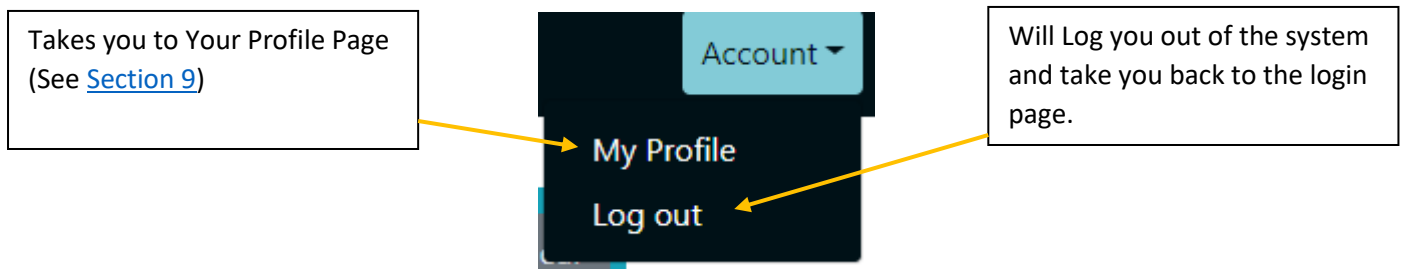 Takes you to Your Profile Page
(See Section 9)
Account
My Profile
Log out
Will Log you out of the system
and take you back to the login
page.